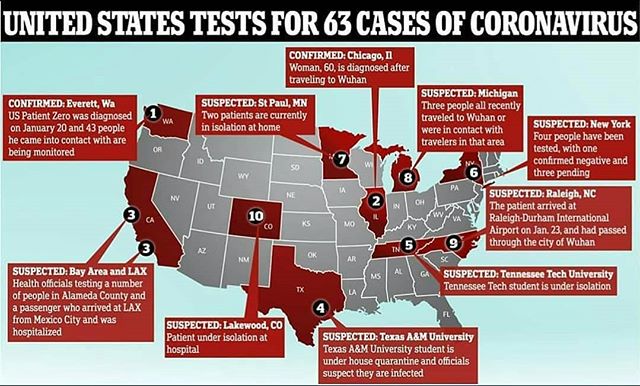 UNITED STATES TESTS FOR 63 CASES OF CORONAVIRUS
CONFIRMED: Chicago, Il
Woman, 60, is diagnosed after
traveling to Wuhan
CONFIRMED: Everett, Wa
US Patient Zero was diagnosed
on January 20 and 43 people
he came into contact with are
being monitored
SUSPECTED: St Paul, MN
Two patients are currently
in isolation at home
SUSPECTED: Michigan
Three people all recently
traveled to Wuhan or
were in contact with
travelers in that area
SUSPECTED: New York
Four people have been
tested, with one
confirmed negative and
three pending
SUSPECTED: Raleigh, NC
The patient arrived at
Raleigh-Durham International
Airport on Jan. 23, and had passed
through the city of Wuhan
SUSPECTED: Tennessee Tech University
Tennessee Tech student is under isolation
SUSPECTED: Bay Area and LAX
Health officials testing a number
of people in Alameda County and
a passenger who arrived at LAX
from Mexico City and was
hospitalized
SUSPECTED: Lakewood, CO
Patient under isolation at
hospital
SUSPECTED: Texas A&M University
Texas A&M University student is
under house quarantine and officials
suspect they are infected
1
WA
OR
ID
WY
SD
NE
7
WI
IA
8
NY
6
PA
3
CA
3
NV
UT
10
CO
KS
MO
2
IL
IN
OH
WV
VA
KY
AZ
NM
OK
AR
TN
5
9
SC
MS
AL
GA
TX
4
LA
FL